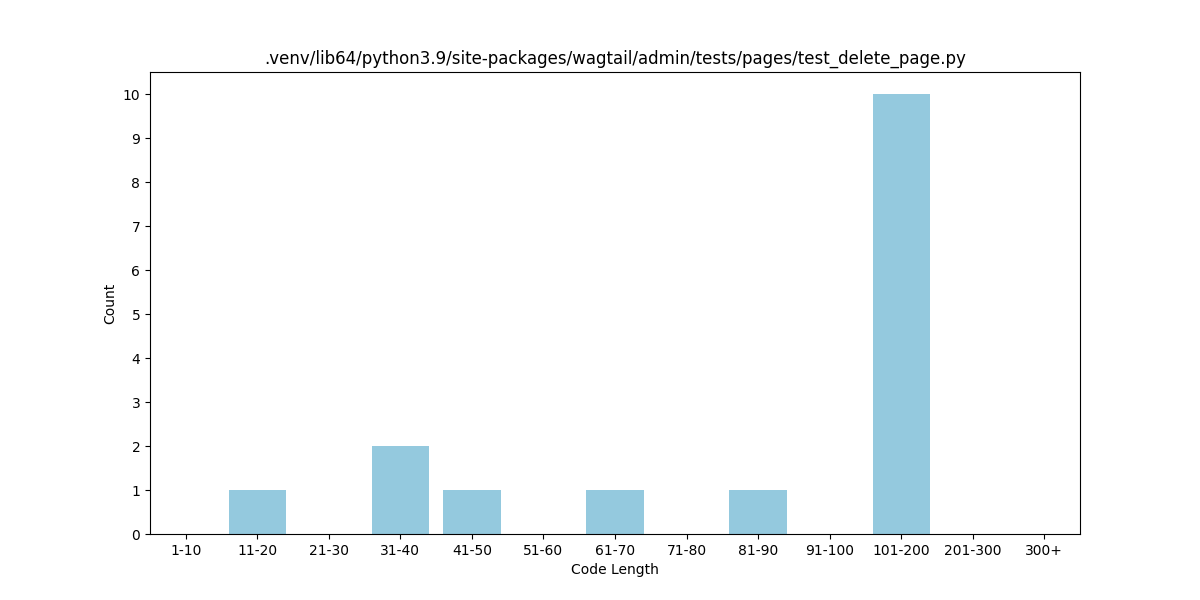 .venv/lib64/python3.9/site-packages/wagtail/admin/tests/pages/test_delete_page.py
10
9
8
7
6
5
4
3
2
1
0
Count
1-10 11-20 21-30 31-40 41-50 51-60 61-70 71-80 81-90 91-100 101-200 201-300 300+
Code Length